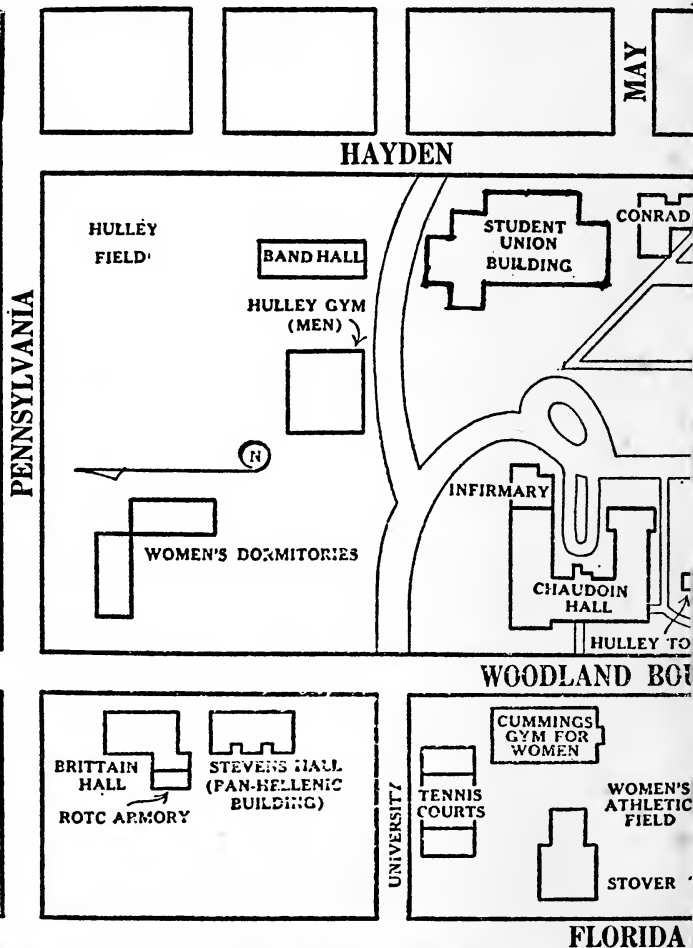 MAY
HAYDEN
HULLEY
FIELD
BAND HALL
STUDENT
UNION
BUILDING
CONRAD
HULLEY GYM
(MEN)
PENNSYLVANIA
N
INFIRMARY
WOMEN'S DORMITORIES
CHAUDOIN
HALL
HULLEY TO
WOODLAND BOU
BRITTAIN
HALL
ROTC ARMORY
STEVENS HALL
(PAN-HELLENIC
BUILDING)
UNIVERSITY
CUMMINGS
GYM FOR
WOMEN
TENNIS
COURTS
WOMEN'S
ATHLETIC
FIELD
STOVER
FLORIDA